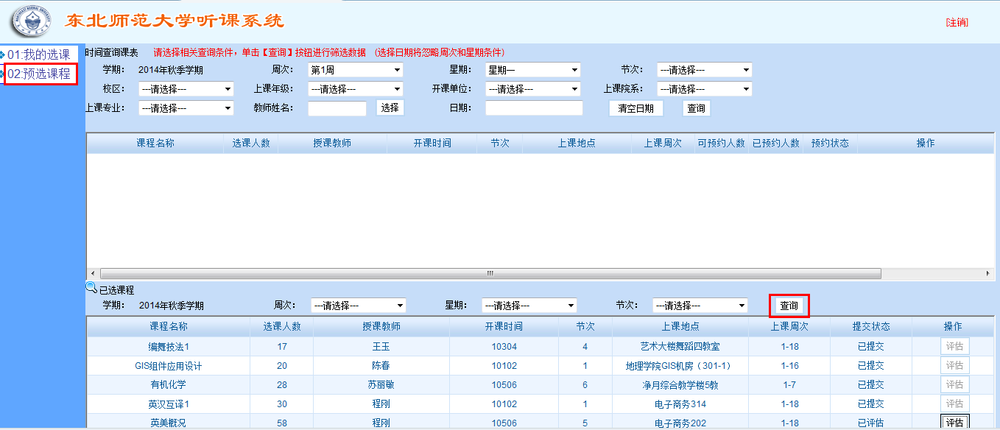 东北师范大学听课系统
[注销]
01:我的选课
02:预选课程
时间查询课表 请选择相关查询条件，单击【查询】按钮进行筛选数据 (选择日期将忽略周次和星期条件)
学期： 2014年秋季学期 周次： 第1周 星期： 星期一 节次： ---请选择---
校区： ---请选择--- 上课年级： ---请选择--- 开课单位： ---请选择--- 上课院系： ---请选择---
上课专业： ---请选择--- 教师姓名： 选择 日期： 清空日期 查询
课程名称 选课人数 授课教师 开课时间 节次 上课地点 上课周次 可预约人数 已预约人数 预约状态 操作
已选课程
学期： 2014年秋季学期 周次： ---请选择--- 星期： ---请选择--- 节次： ---请选择--- 查询
课程名称 选课人数 授课教师 开课时间 节次 上课地点 上课周次 提交状态 操作
编舞技法1 17 王玉 10304 4 艺术大楼舞蹈四教室 1-18 已提交 评估
GIS组件应用设计 20 陈春 10102 1 地理学院GIS机房（301-1） 1-16 已提交 评估
有机化学 28 苏丽敏 10506 6 净月综合教学楼5教 1-7 已提交 评估
英汉互译1 30 程刚 10102 1 电子商务314 1-18 已提交 评估
英美概况 58 程刚 10506 5 电子商务202 1-18 已评估 评估